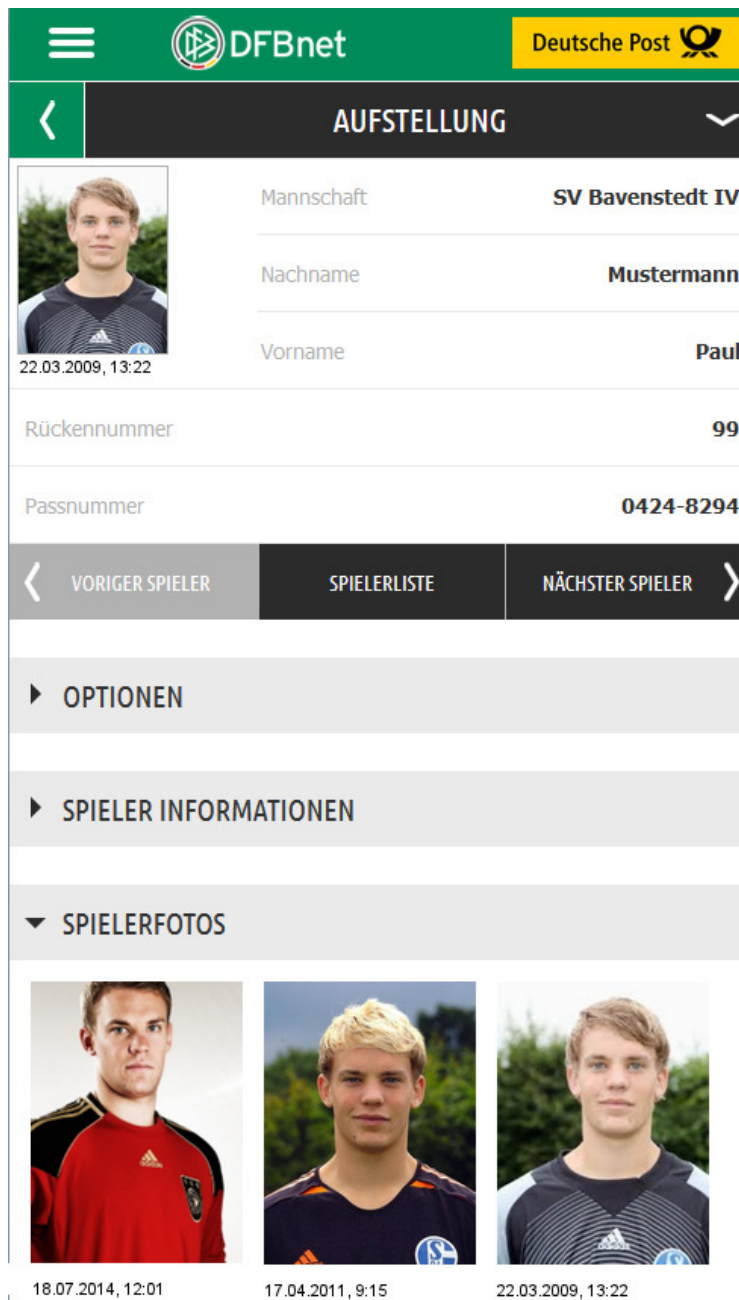 DFBnet
Deutsche Post
AUFSTELLUNG
Mannschaft SV Bavenstedt IV
Nachname Mustermann
Vorname Paul
22.03.2009, 13:22
Rückennummer 99
Passnummer 0424-8294
VORIGER SPIELER SPIELERLISTE NÄCHSTER SPIELER
OPTIONEN
SPIELER INFORMATIONEN
SPIELERFOTOS
18.07.2014, 12:01 17.04.2011, 9:15 22.03.2009, 13:22